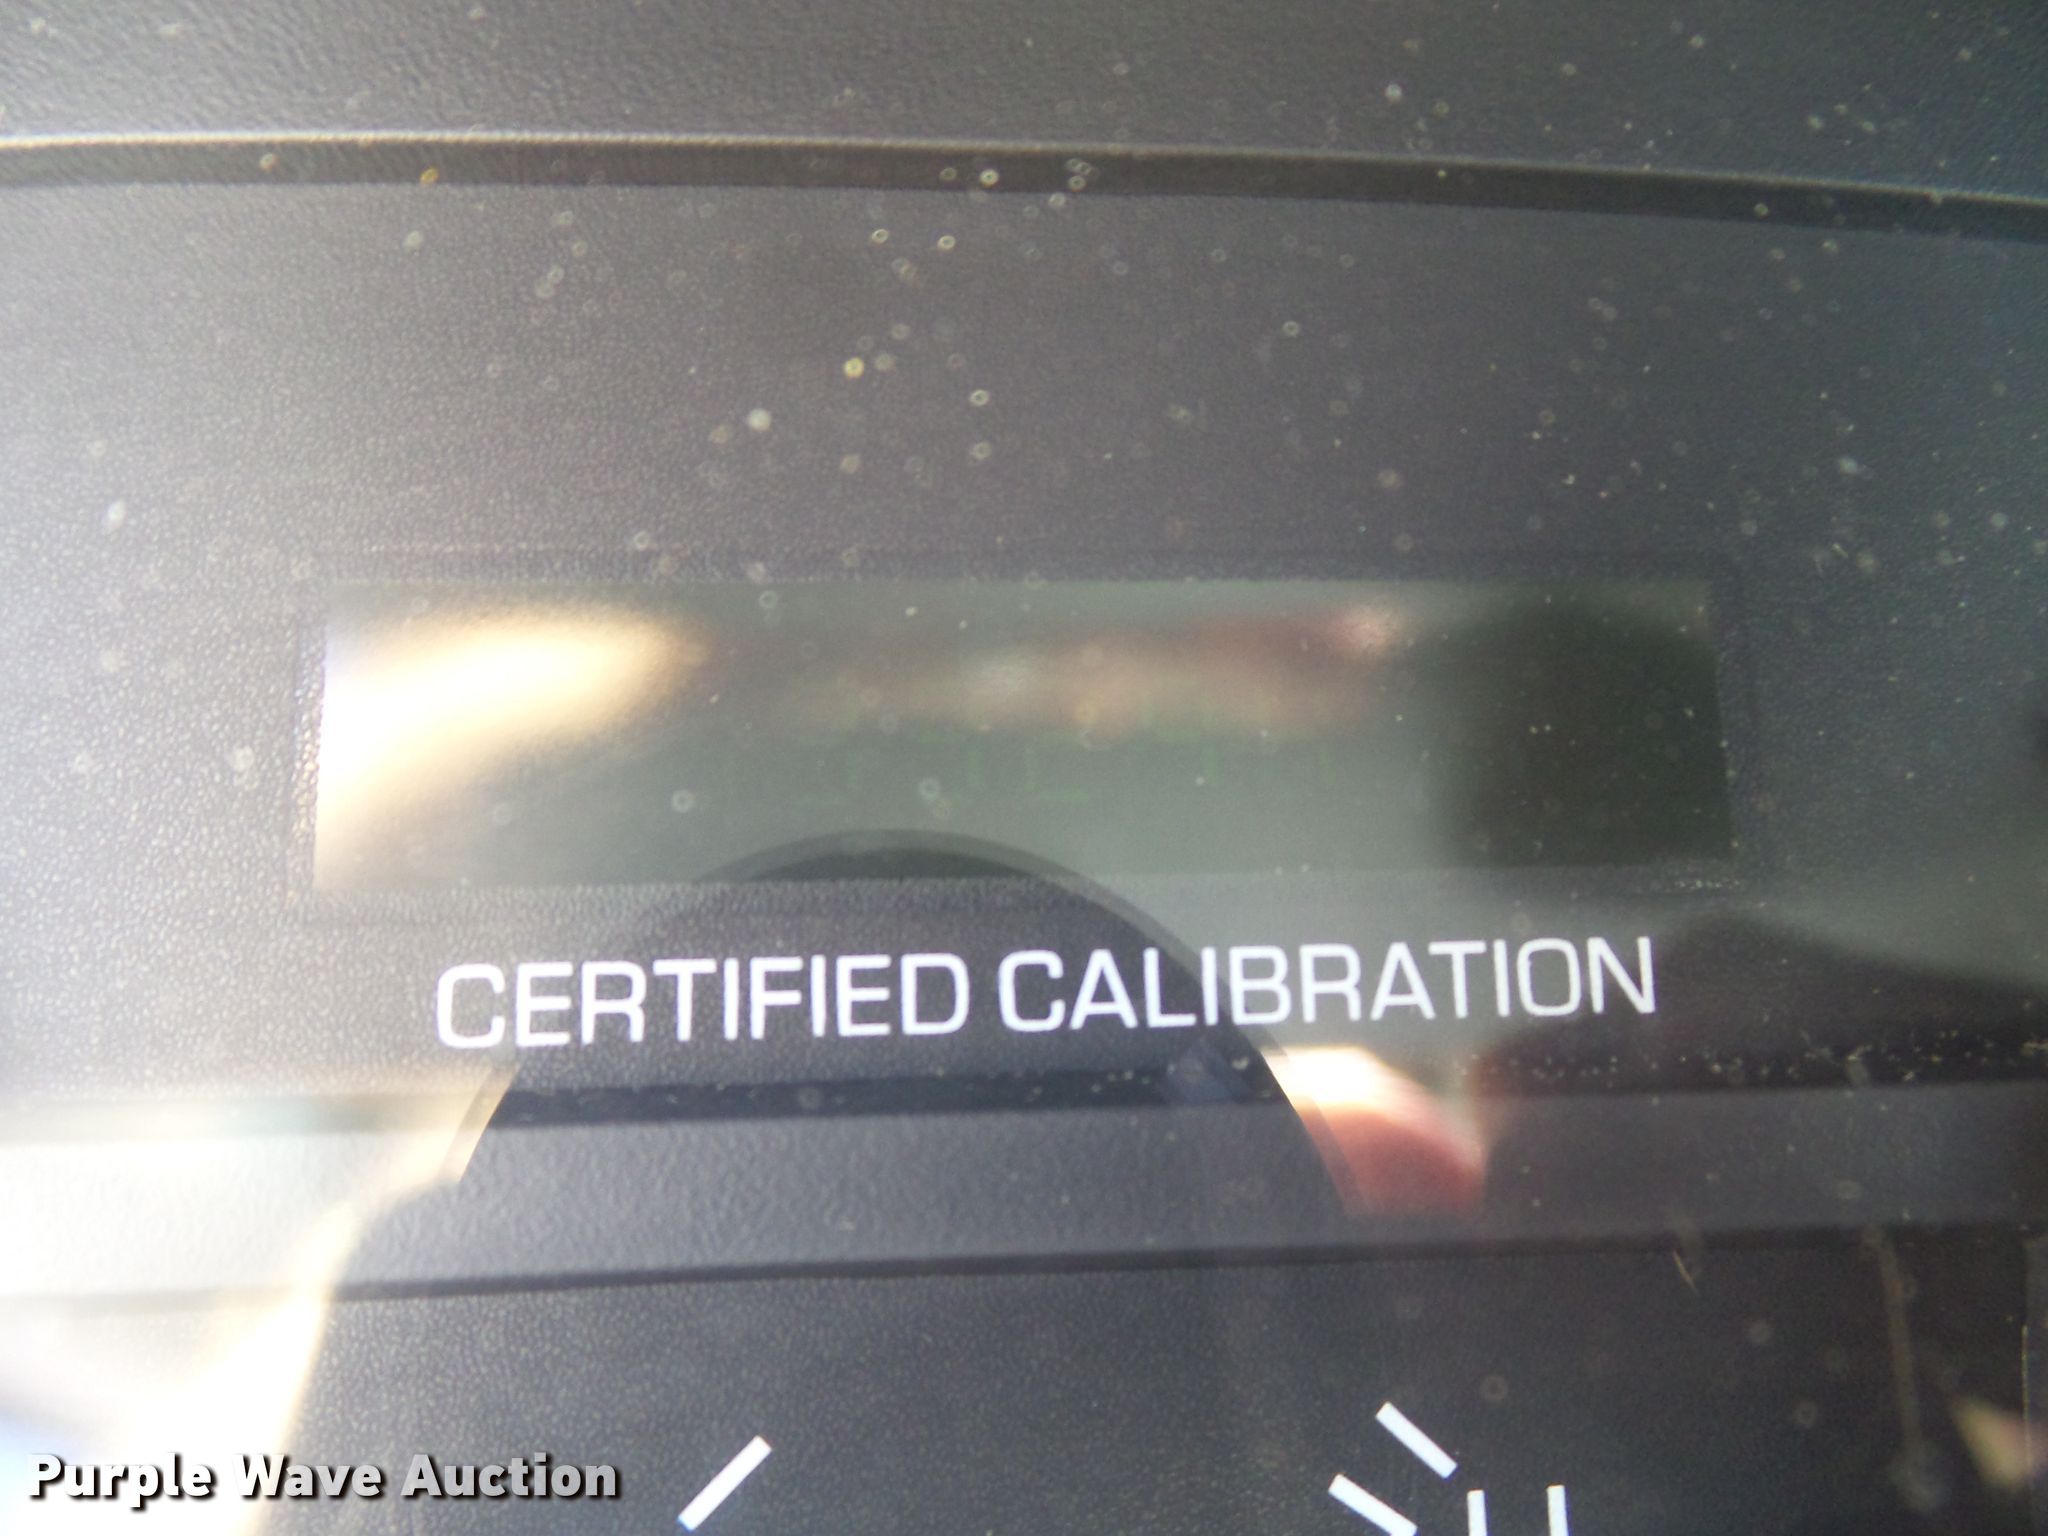 CERTIFIED CALIBRATION
Purple Wave Auction